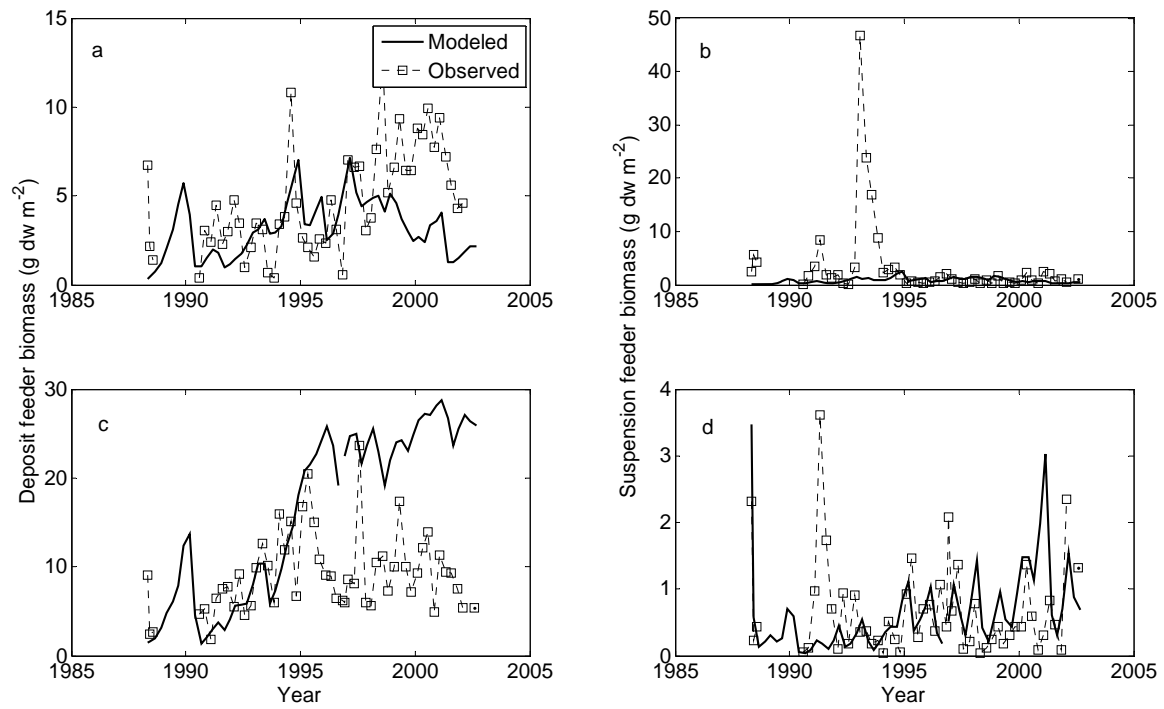 15
10
5
0
a
Modeled
Observed
1985 1990 1995 2000 2005
50
40
30
20
10
0
b
1985 1990 1995 2000 2005
Deposit feeder biomass (g dw m-2)
30
20
10
0
c
1985 1990 1995 2000 2005
Year
Suspension feeder biomass (g dw m-2)
4
3
2
1
0
d
1985 1990 1995 2000 2005
Year